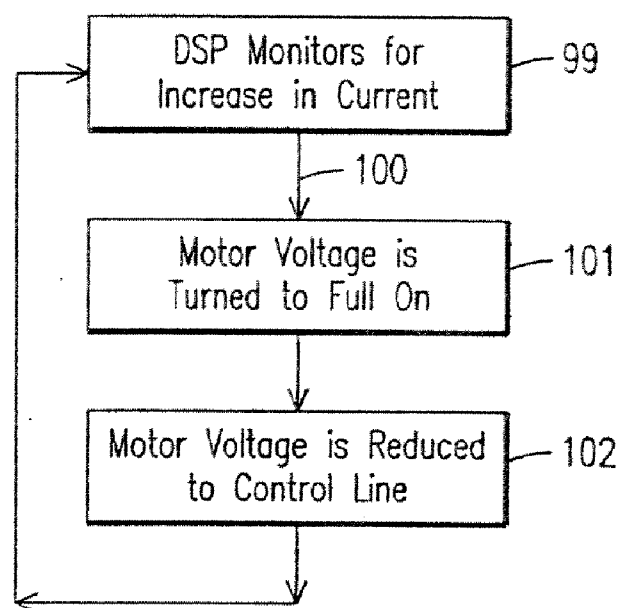 DSP Monitors for
Increase in Current
99
100
Motor Voltage is
Turned to Full On
101
Motor Voltage is Reduced
to Control Line
102